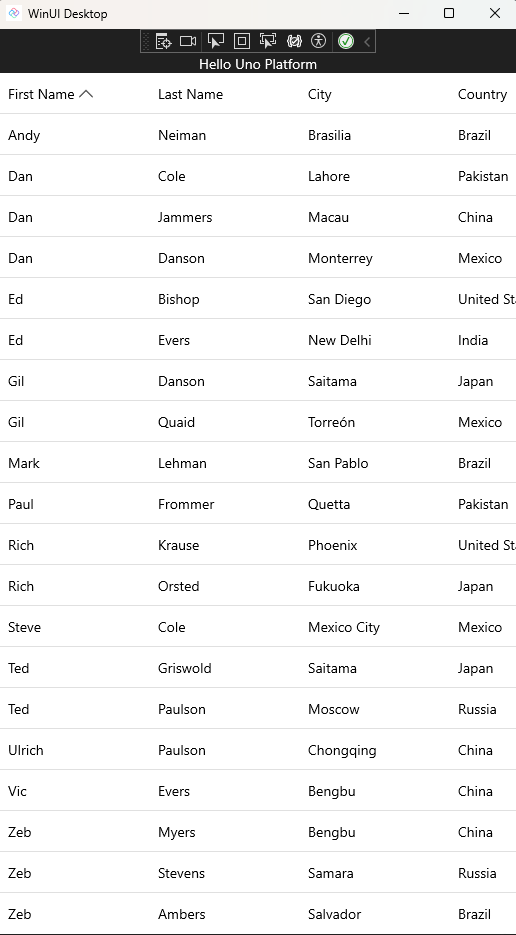 WinUI Desktop
Hello Uno Platform
First Name Last Name City Country
Andy Neiman Brasilia Brazil
Dan Cole Lahore Pakistan
Dan Jammers Macau China
Dan Danson Monterrey Mexico
Ed Bishop San Diego United St
Ed Evers New Delhi India
Gil Danson Saitama Japan
Gil Quaid Torreón Mexico
Mark Lehman San Pablo Brazil
Paul Frommer Quetta Pakistan
Rich Krause Phoenix United St
Rich Orsted Fukuoka Japan
Steve Cole Mexico City Mexico
Ted Griswold Saitama Japan
Ted Paulson Moscow Russia
Ulrich Paulson Chongqing China
Vic Evers Bengbu China
Zeb Myers Bengbu China
Zeb Stevens Samara Russia
Zeb Ambers Salvador Brazil